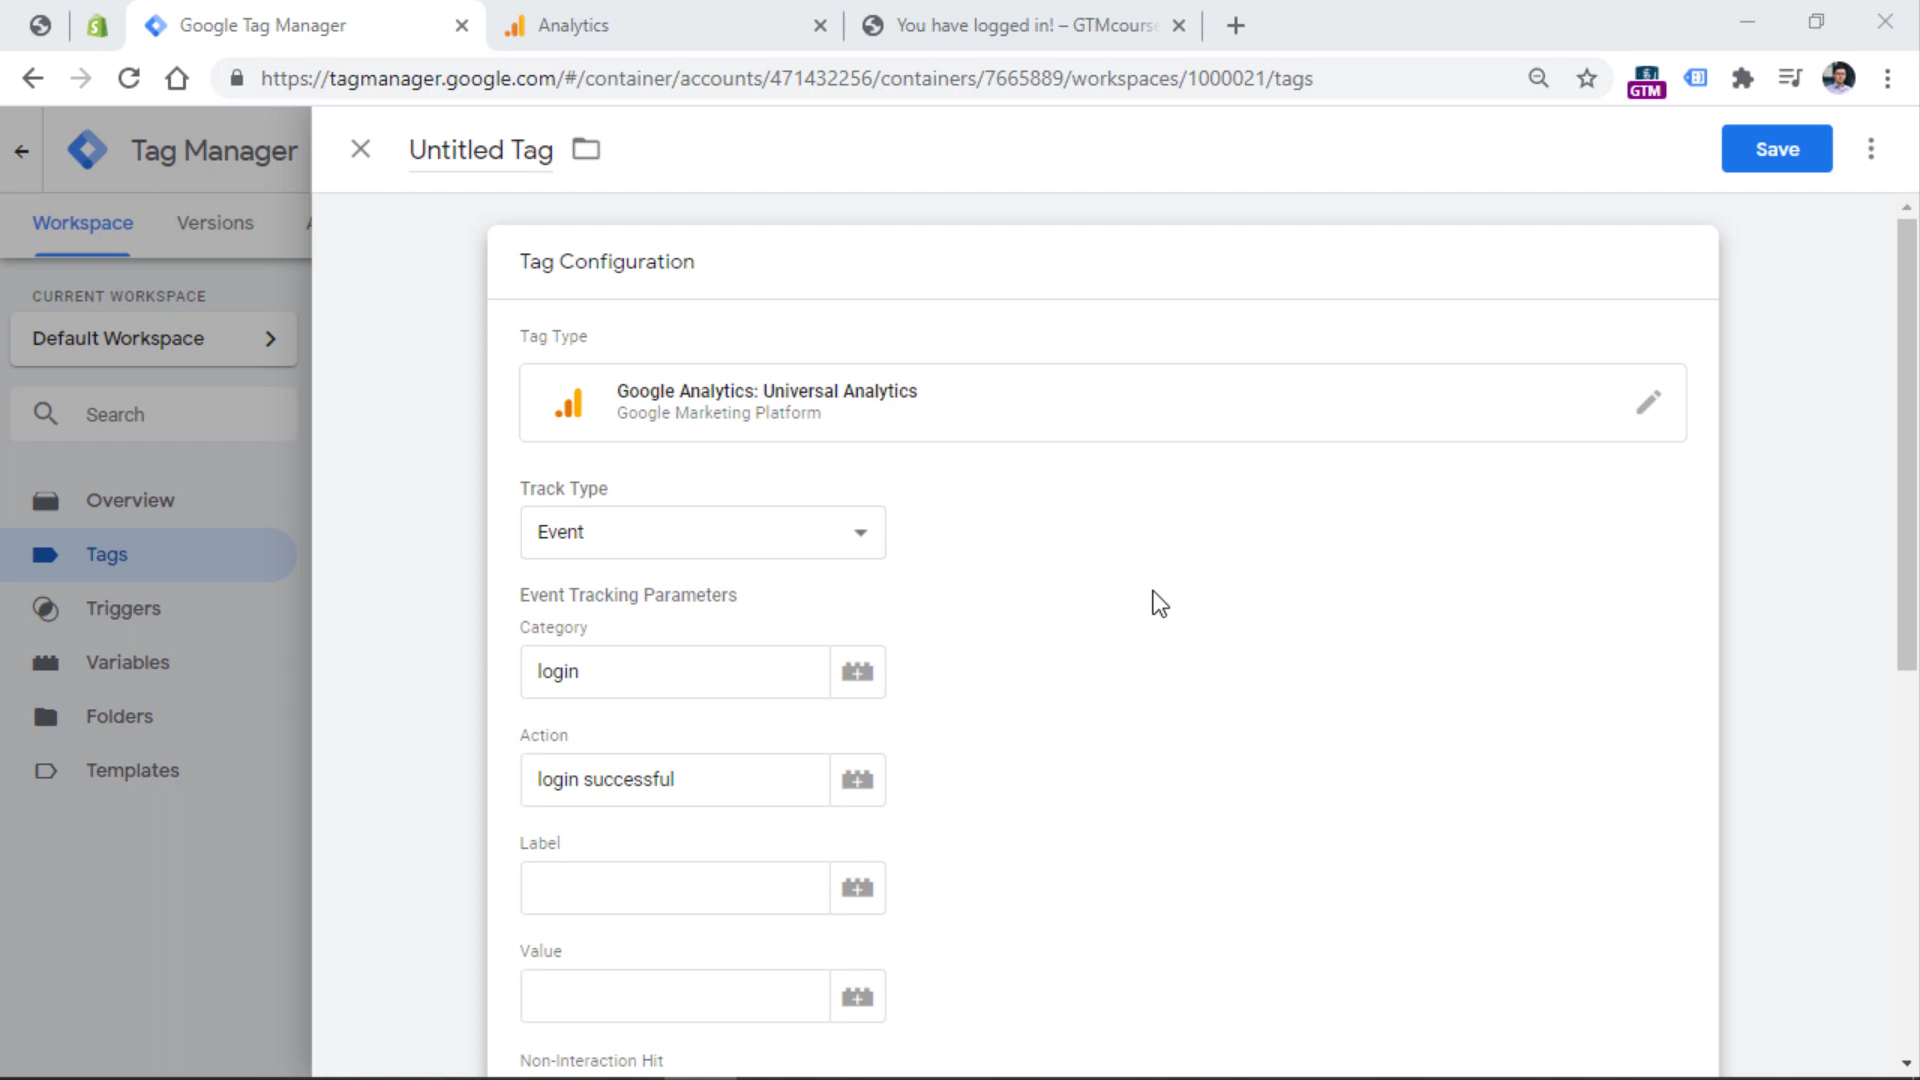 Google Tag Manager
Analytics
You have logged in! – GTMcourse
https://tagmanager.google.com/#/container/accounts/471432256/containers/7665889/workspaces/1000021/tags
GTM
Tag Manager
Untitled Tag
Save
Workspace
Versions
A
Tag Configuration
CURRENT WORKSPACE
Default Workspace
Tag Type
Google Analytics: Universal Analytics
Google Marketing Platform
Search
Track Type
Event
Overview
Tags
Event Tracking Parameters
Triggers
Category
login
Variables
Folders
Action
Templates
login successful
Label
Value
Non-Interaction Hit